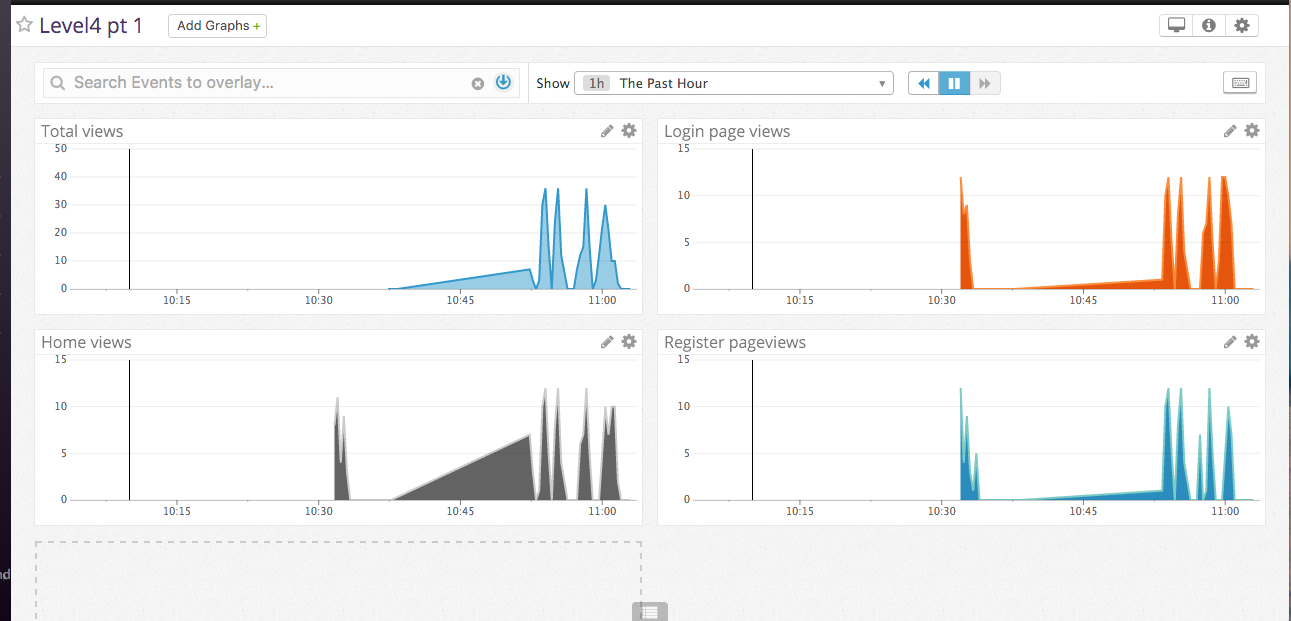 Level4 pt 1
Add Graphs +
Search Events to overlay...
Show
1h The Past Hour
Total views
50
40
30
20
10
0
10:15 10:30 10:45 11:00
Login page views
15
10
5
0
10:15 10:30 10:45 11:00
Home views
15
10
5
0
10:15 10:30 10:45 11:00
Register pageviews
15
10
5
0
10:15 10:30 10:45 11:00
nd